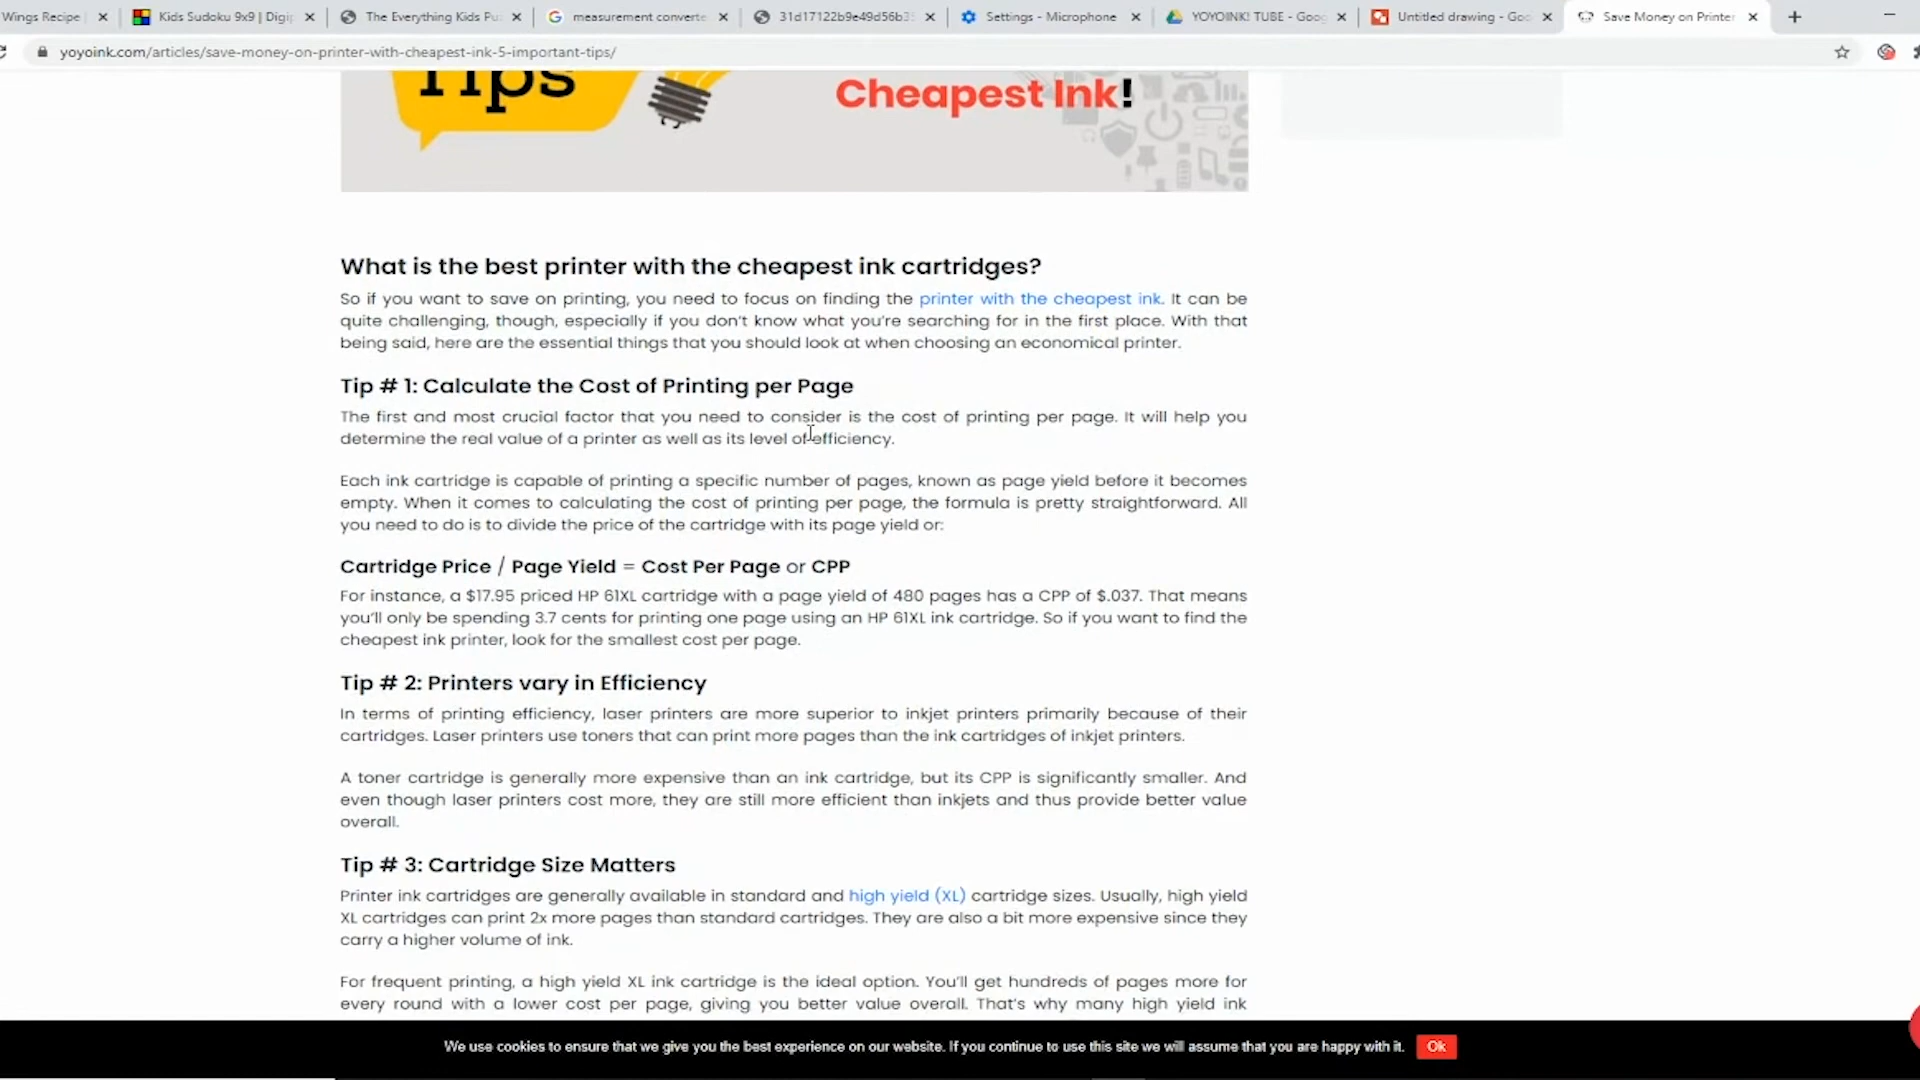 Wings Recipe
Kids Sudoku 9x9 | Digi
The Everything Kids Pu
measurement converte
31d17122b9e49d56b3
Settings - Microphone
YOYOINK! TUBE - Goo
Untitled drawing - Goo
Save Money on Printer
yoyoink.com/articles/save-money-on-printer-with-cheapest-ink-5-important-tips/
Tips
Cheapest Ink!
What is the best printer with the cheapest ink cartridges?
So if you want to save on printing, you need to focus on finding the printer with the cheapest ink. It can be
quite challenging, though, especially if you don't know what you're searching for in the first place. With that
being said, here are the essential things that you should look at when choosing an economical printer.
Tip # 1: Calculate the Cost of Printing per Page
The first and most crucial factor that you need to consider is the cost of printing per page. It will help you
determine the real value of a printer as well as its level of efficiency.
Each ink cartridge is capable of printing a specific number of pages, known as page yield before it becomes
empty. When it comes to calculating the cost of printing per page, the formula is pretty straightforward. All
you need to do is to divide the price of the cartridge with its page yield or:
Cartridge Price / Page Yield = Cost Per Page or CPP
For instance, a $17.95 priced HP 61XL cartridge with a page yield of 480 pages has a CPP of $.037. That means
you'll only be spending 3.7 cents for printing one page using an HP 61XL ink cartridge. So if you want to find the
cheapest ink printer, look for the smallest cost per page.
Tip # 2: Printers vary in Efficiency
In terms of printing efficiency, laser printers are more superior to inkjet printers primarily because of their
cartridges. Laser printers use toners that can print more pages than the ink cartridges of inkjet printers.
A toner cartridge is generally more expensive than an ink cartridge, but its CPP is significantly smaller. And
even though laser printers cost more, they are still more efficient than inkjets and thus provide better value
overall.
Tip # 3: Cartridge Size Matters
Printer ink cartridges are generally available in standard and high yield (XL) cartridge sizes. Usually, high yield
XL cartridges can print 2x more pages than standard cartridges. They are also a bit more expensive since they
carry a higher volume of ink.
For frequent printing, a high yield XL ink cartridge is the ideal option. You'll get hundreds of pages more for
every round with a lower cost per page, giving you better value overall. That's why many high yield ink
We use cookies to ensure that we give you the best experience on our website. If you continue to use this site we will assume that you are happy with it.
Ok